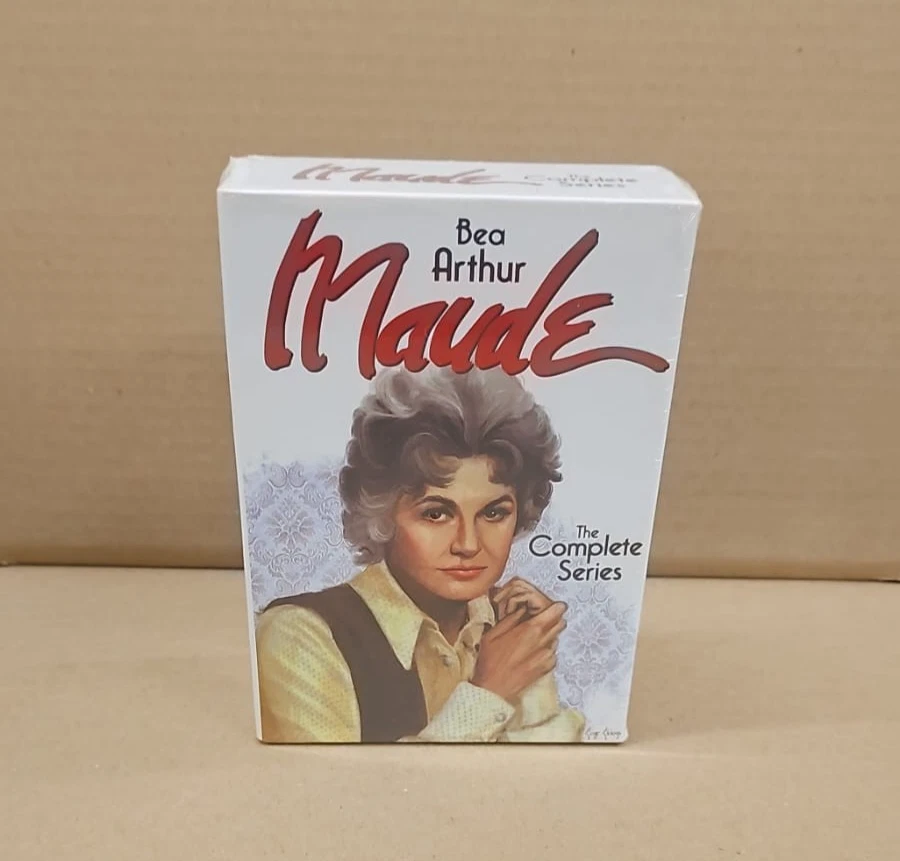 Maude
The
Complete
Series
Bea
Arthur
Maude
The
Complete
Series